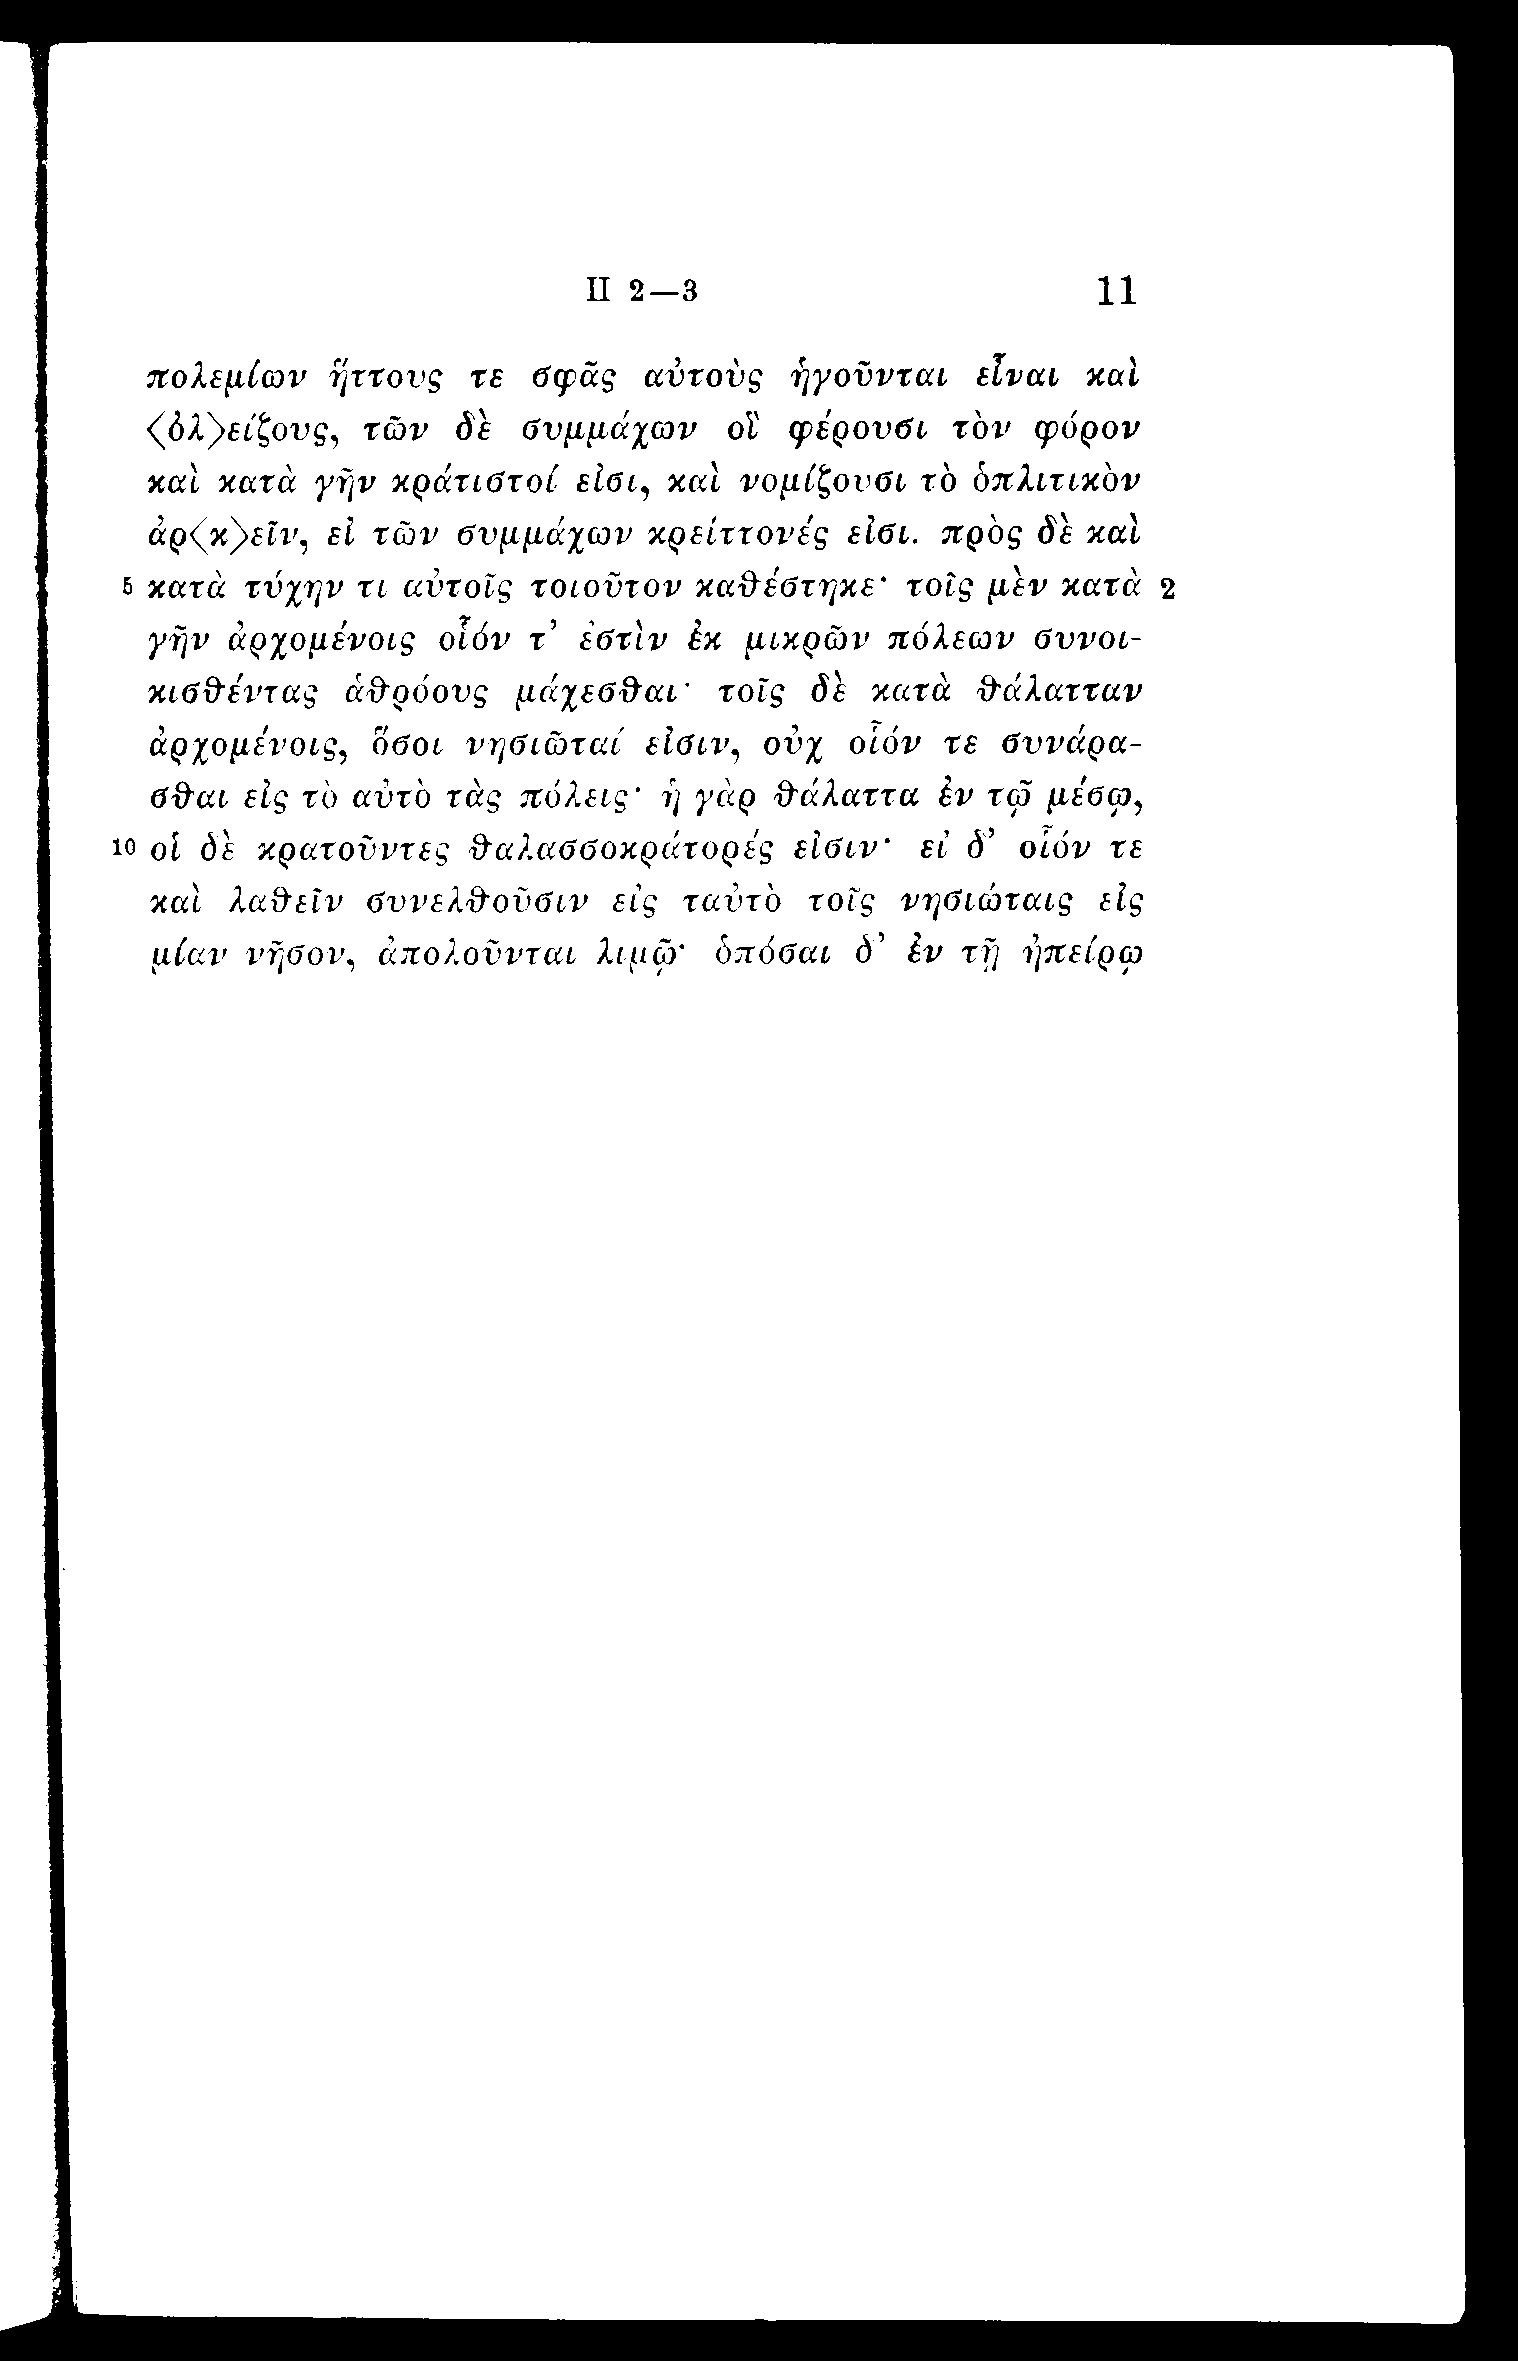 II 2—3 11
πολεμίων ἥττους τε σφᾶς αὐτοὺς ἡγοῦνται εἶναι καὶ
⟨ὀλ⟩είζους, τῶν δὲ συμμάχων οἳ φέρουσι τὸν φόρον
καὶ κατὰ γῆν κράτιστοί εἰσι, καὶ νομίζουσι τὸ ὁπλιτικὸν
ἀρ⟨κ⟩εῖν, εἰ τῶν συμμάχων κρείττονές εἰσι. πρὸς δὲ καὶ
5 κατὰ τύχην τι αὐτοῖς τοιοῦτον καθέστηκε· τοῖς μὲν κατὰ 2
γῆν ἀρχομένοις οἷόν τ’ ἐστὶν ἐκ μικρῶν πόλεων συνοι-
κισθέντας ἁθρόους μάχεσθαι· τοῖς δὲ κατὰ θάλατταν
ἀρχομένοις, ὅσοι νησιῶταί εἰσιν, οὐχ οἷόν τε συνάρα-
σθαι εἰς τὸ αὐτὸ τὰς πόλεις· ἡ γὰρ θάλαττα ἐν τῷ μέσῳ,
10 οἱ δὲ κρατοῦντες θαλασσοκράτορές εἰσιν· εἰ δ’ οἷόν τε
καὶ λαθεῖν συνελθοῦσιν εἰς ταὐτὸ τοῖς νησιώταις εἰς
μίαν νῆσον, ἀπολοῦνται λιμῷ· ὁπόσαι δ’ ἐν τῇ ἠπείρῳ